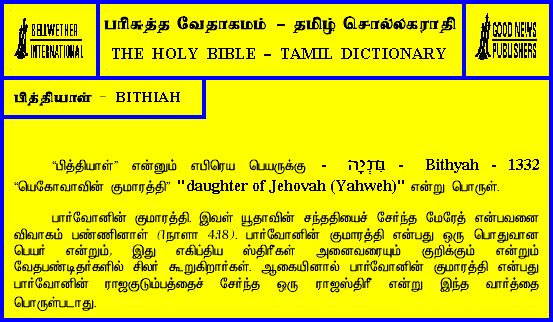 BELLWETHER
INTERNATIONAL
பரிசுத்த வேதாகமம் – தமிழ் சொல்லகராதி
THE HOLY BIBLE – TAMIL DICTIONARY
GOOD NEWS
PUBLISHERS
பித்தியாள் – BITHIAH
“பித்தியாள்” என்னும் எபிரெய பெயருக்கு - בִּתְיָה - Bithyah - 1332
“யெகோவாவின் குமாரத்தி” "daughter of Jehovah (Yahweh)" என்று பொருள்.
பார்வோனின் குமாரத்தி. இவள் யூதாவின் சந்ததியைச் சேர்ந்த மேரேத் என்பவனை
விவாகம் பண்ணினாள் (1நாளா 4:18). பார்வோனின் குமாரத்தி என்பது ஒரு பொதுவான
பெயர் என்றும், இது எகிப்திய ஸ்திரீகள் அனைவரையும் குறிக்கும் என்றும்
வேதபண்டிதர்களில் சிலர் கூறுகிறார்கள். ஆகையினால் பார்வோனின் குமாரத்தி என்பது
பார்வோனின் ராஜகுடும்பத்தைச் சேர்ந்த ஒரு ராஜஸ்திரீ என்று இந்த வார்த்தை
பொருள்படாது.